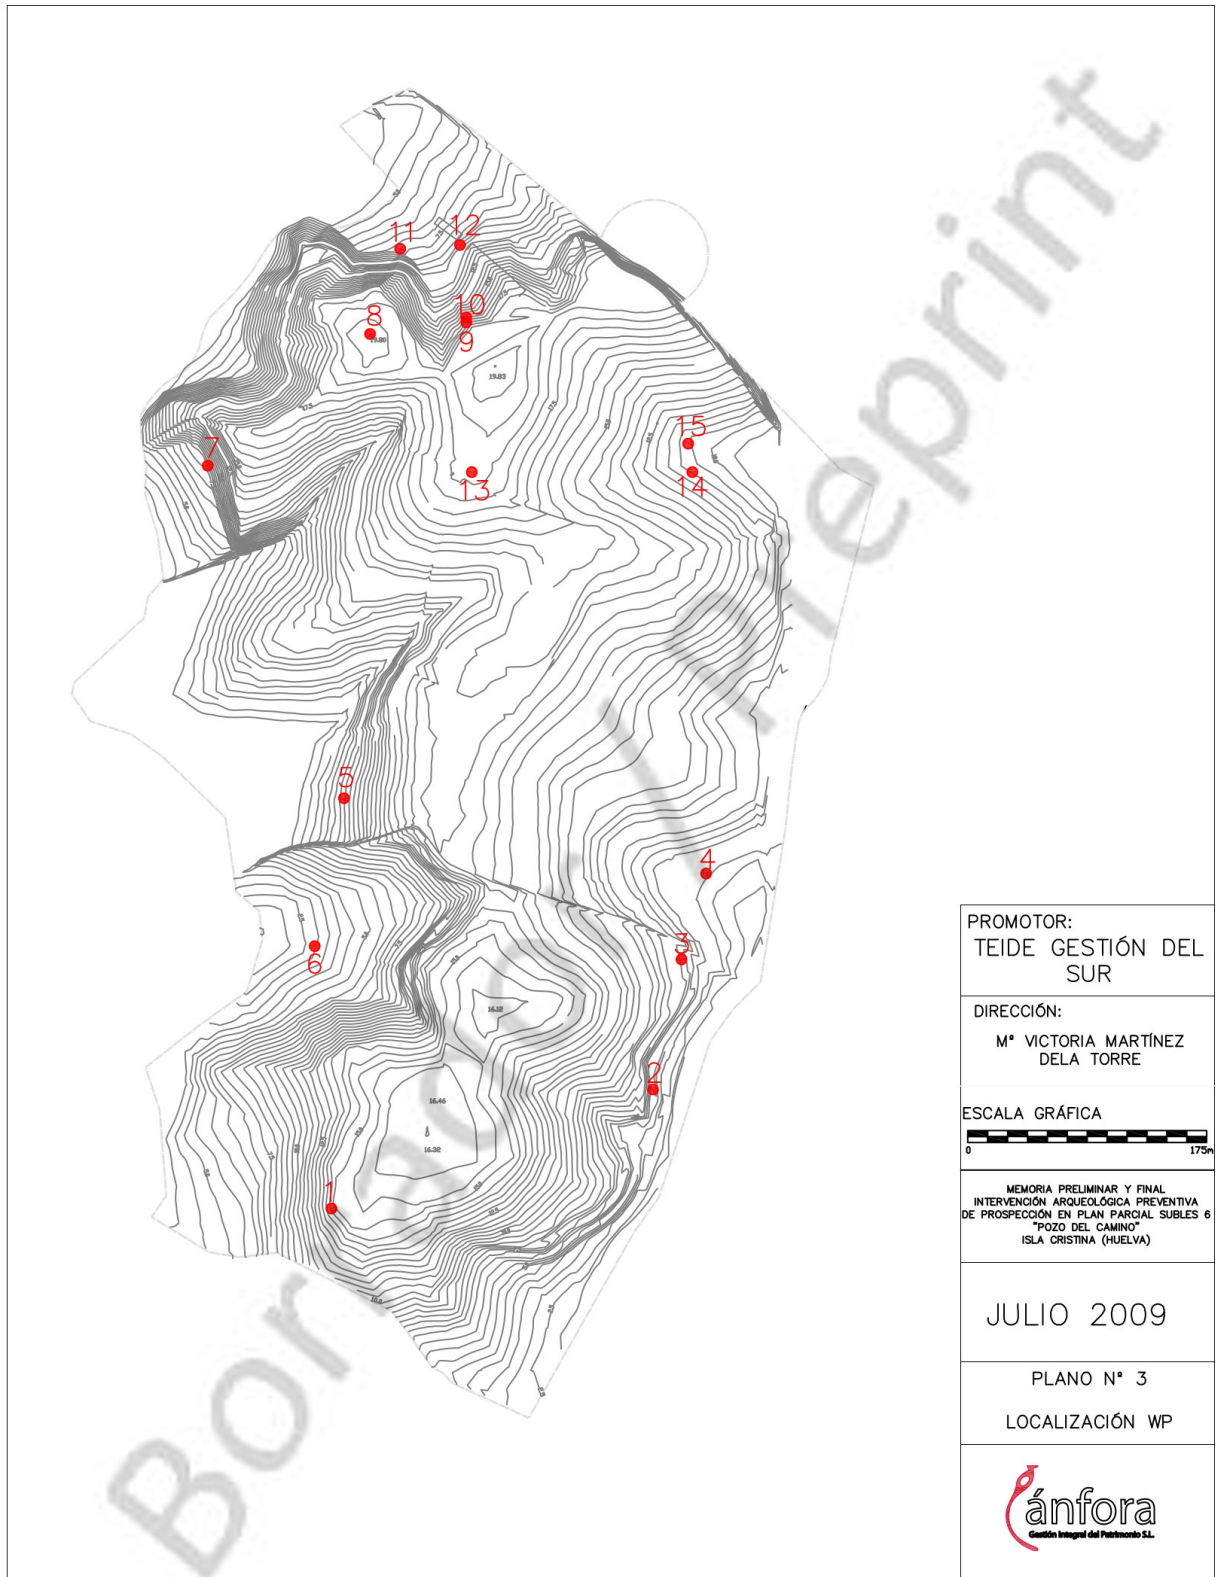 11
12
10
9
8
19.80
19.83
17.5
7
15
14
13
5
4
3
6
2
1
16.12
16.46
16.32
Borrador / Preprint
PROMOTOR:
TEIDE GESTIÓN DEL
SUR
DIRECCIÓN:
Mª VICTORIA MARTÍNEZ
DELA TORRE
ESCALA GRÁFICA
0 175m
MEMORIA PRELIMINAR Y FINAL
INTERVENCIÓN ARQUEOLÓGICA PREVENTIVA
DE PROSPECCIÓN EN PLAN PARCIAL SUBLES 6
"POZO DEL CAMINO"
ISLA CRISTINA (HUELVA)
JULIO 2009
PLANO Nº 3
LOCALIZACIÓN WP
ánfora
Gestión Integral del Patrimonio S.L.